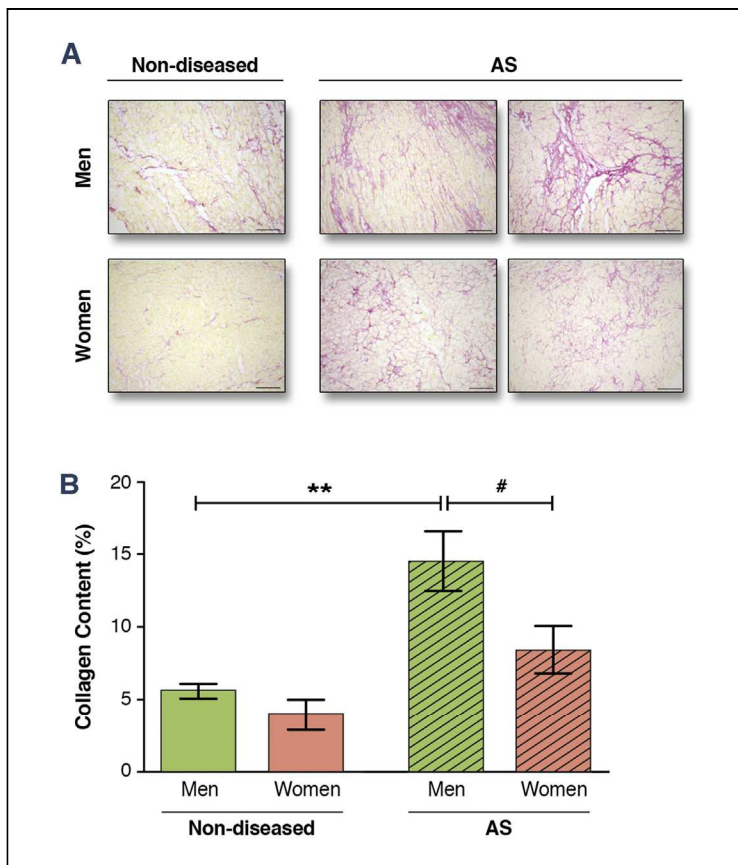 A
Non-diseased AS
Men
Women
B
Collagen Content (%)
20
15
10
5
0
** #
Men Women Men Women
Non-diseased AS